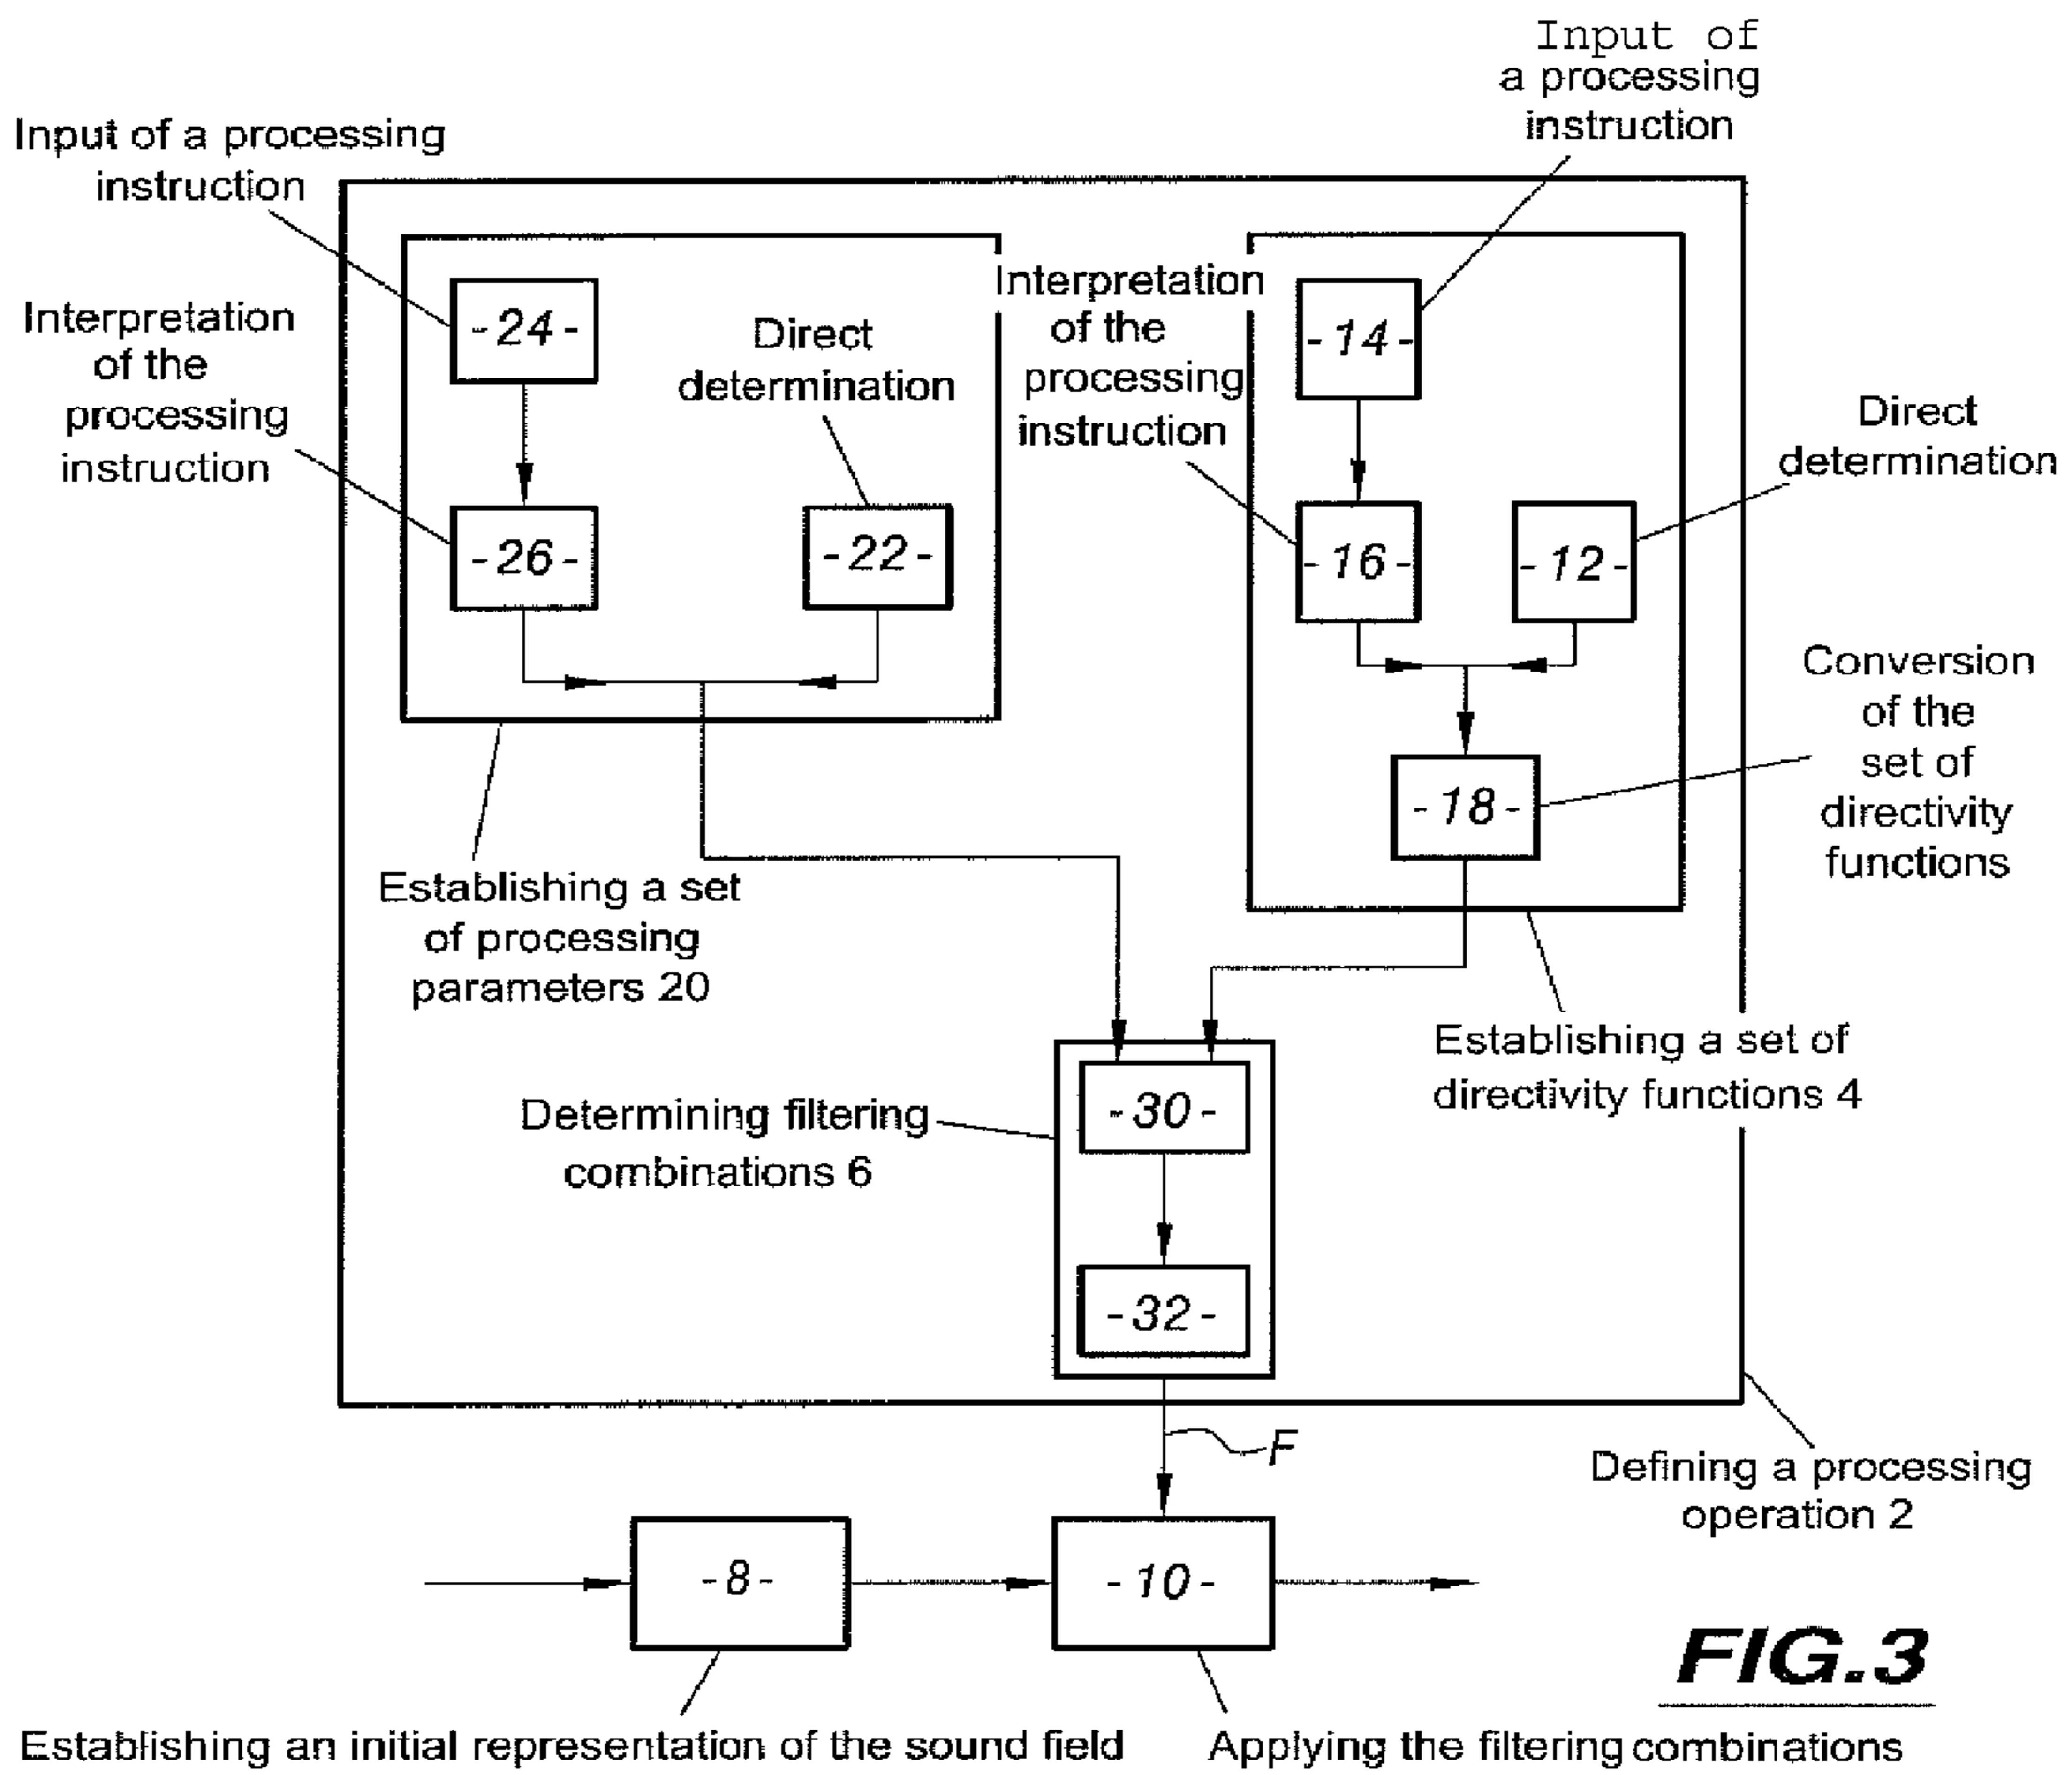 Input of
a processing
instruction
Input of a processing
instruction
Interpretation
of the
processing
instruction
-24-
Direct
determination
Interpretation
of the
processing
instruction
-14-
Direct
determination
-26-
-22-
-16-
-12-
Conversion
of the
set of
directivity
functions
-18-
Establishing a set
of processing
parameters 20
Establishing a set of
directivity functions 4
Determining filtering
combinations 6
-30-
-32-
F
Defining a processing
operation 2
-8-
-10-
FIG.3
Establishing an initial representation of the sound field
Applying the filtering combinations